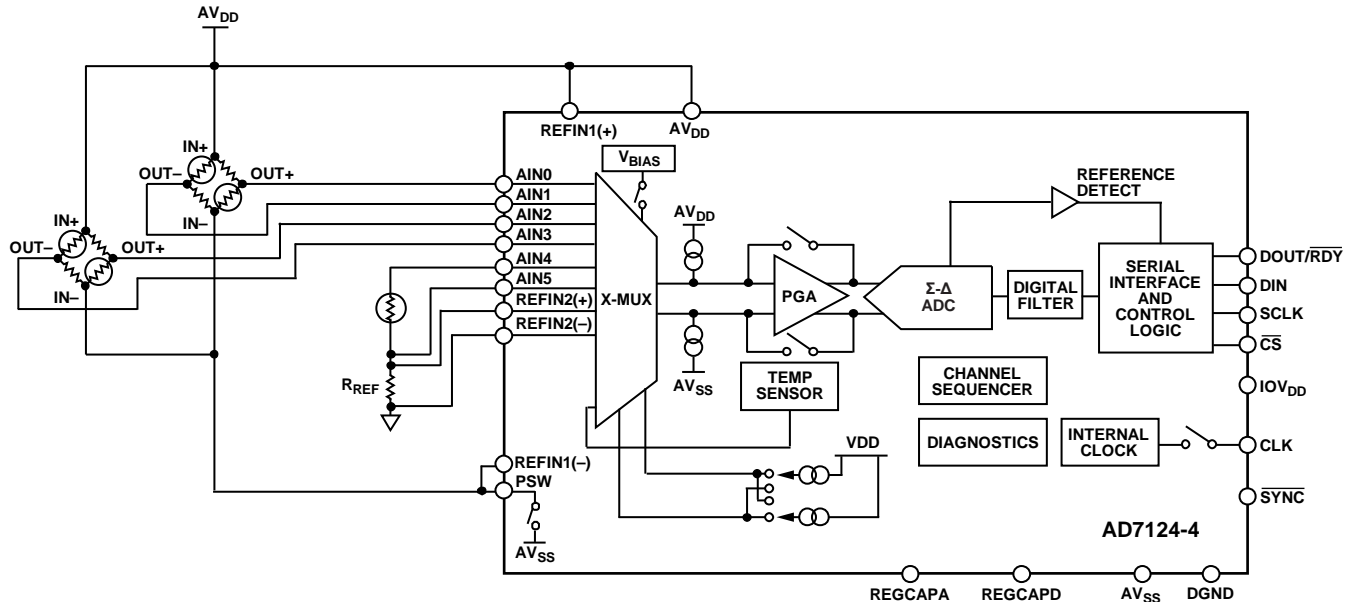 AVDD
REFIN1(+)
AVDD
IN+
OUT–
OUT+
IN–
IN+
OUT–
OUT+
IN–
RREF
AIN0
AIN1
AIN2
AIN3
AIN4
AIN5
REFIN2(+)
REFIN2(–)
REFIN1(–)
PSW
AVSS
VBIAS
X-MUX
AVDD
AVSS
PGA
TEMP
SENSOR
VDD
Σ-Δ
ADC
REFERENCE
DETECT
DIGITAL
FILTER
SERIAL
INTERFACE
AND
CONTROL
LOGIC
CHANNEL
SEQUENCER
DIAGNOSTICS
INTERNAL
CLOCK
DOUT/RDY
DIN
SCLK
CS
IOVDD
CLK
SYNC
AD7124-4
REGCAPA
REGCAPD
AVSS
DGND